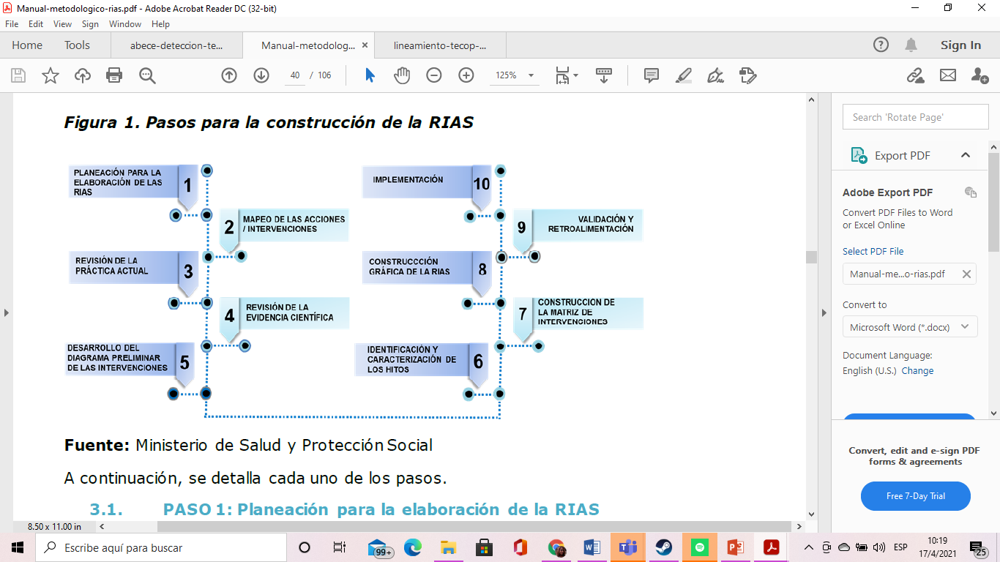 Manual-metodologico-rias.pdf - Adobe Acrobat Reader DC (32-bit)
File Edit View Sign Window Help
Home Tools abece-deteccion-te... Manual-metodolog... × lineamiento-tecop-... Sign In
40 / 106 125%
Figura 1. Pasos para la construcción de la RIAS
PLANEACIÓN PARA LA
ELABORACIÓN DE LAS
RIAS
1
2
MAPEO DE LAS ACCIONES
/ INTERVENCIONES
REVISIÓN DE LA
PRÁCTICA ACTUAL
3
4
REVISIÓN DE LA
EVIDENCIA CIENTÍFICA
DESARROLLO DEL
DIAGRAMA PRELIMINAR
DE LAS INTERVENCIONES
5
IDENTIFICACIÓN Y
CARACTERIZACIÓN DE
LOS HITOS
6
7
CONSTRUCCION DE
LA MATRIZ DE
INTERVENCIONES
CONSTRUCCCIÓN
GRÁFICA DE LA RIAS
8
9
VALIDACIÓN Y
RETROALIMENTACIÓN
IMPLEMENTACIÓN
10
Fuente: Ministerio de Salud y Protección Social
A continuación, se detalla cada uno de los pasos.
3.1. PASO 1: Planeación para la elaboración de la RIAS
8.50 x 11.00 in
Search 'Rotate Page'
Export PDF
Adobe Export PDF
Convert PDF Files to Word
or Excel Online
Select PDF File
Manual-me...o-rias.pdf
Convert to
Microsoft Word (*.docx)
Document Language:
English (U.S.) Change
Convert, edit and e-sign PDF
forms & agreements
Free 7-Day Trial
Escribe aquí para buscar
99+
ESP
10:19
17/4/2021
25